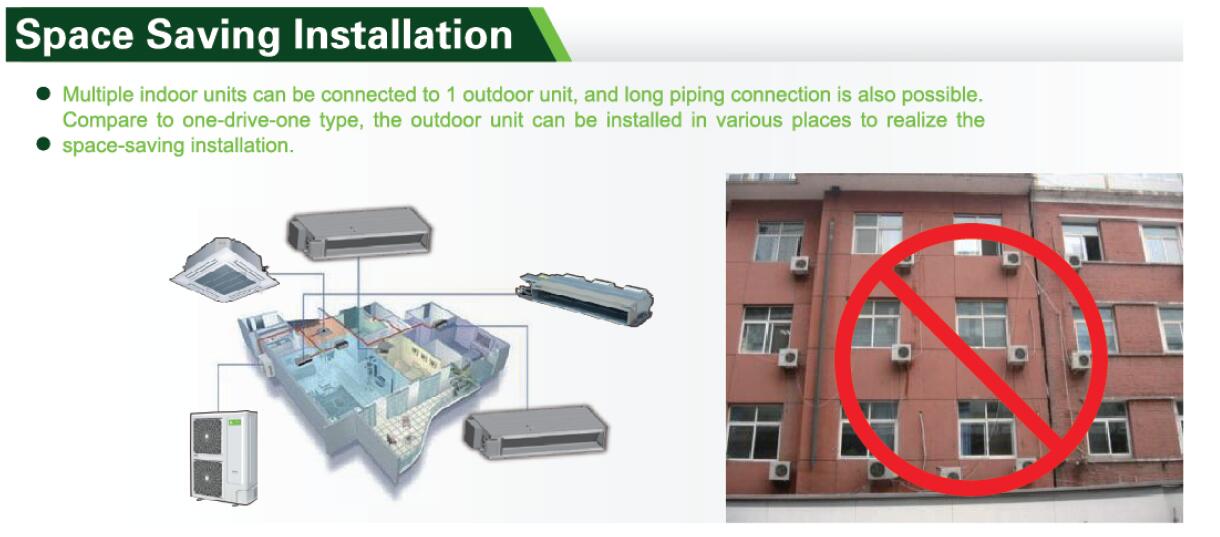 Space Saving Installation
Multiple indoor units can be connected to 1 outdoor unit, and long piping connection is also possible.
Compare to one-drive-one type, the outdoor unit can be installed in various places to realize the
space-saving installation.